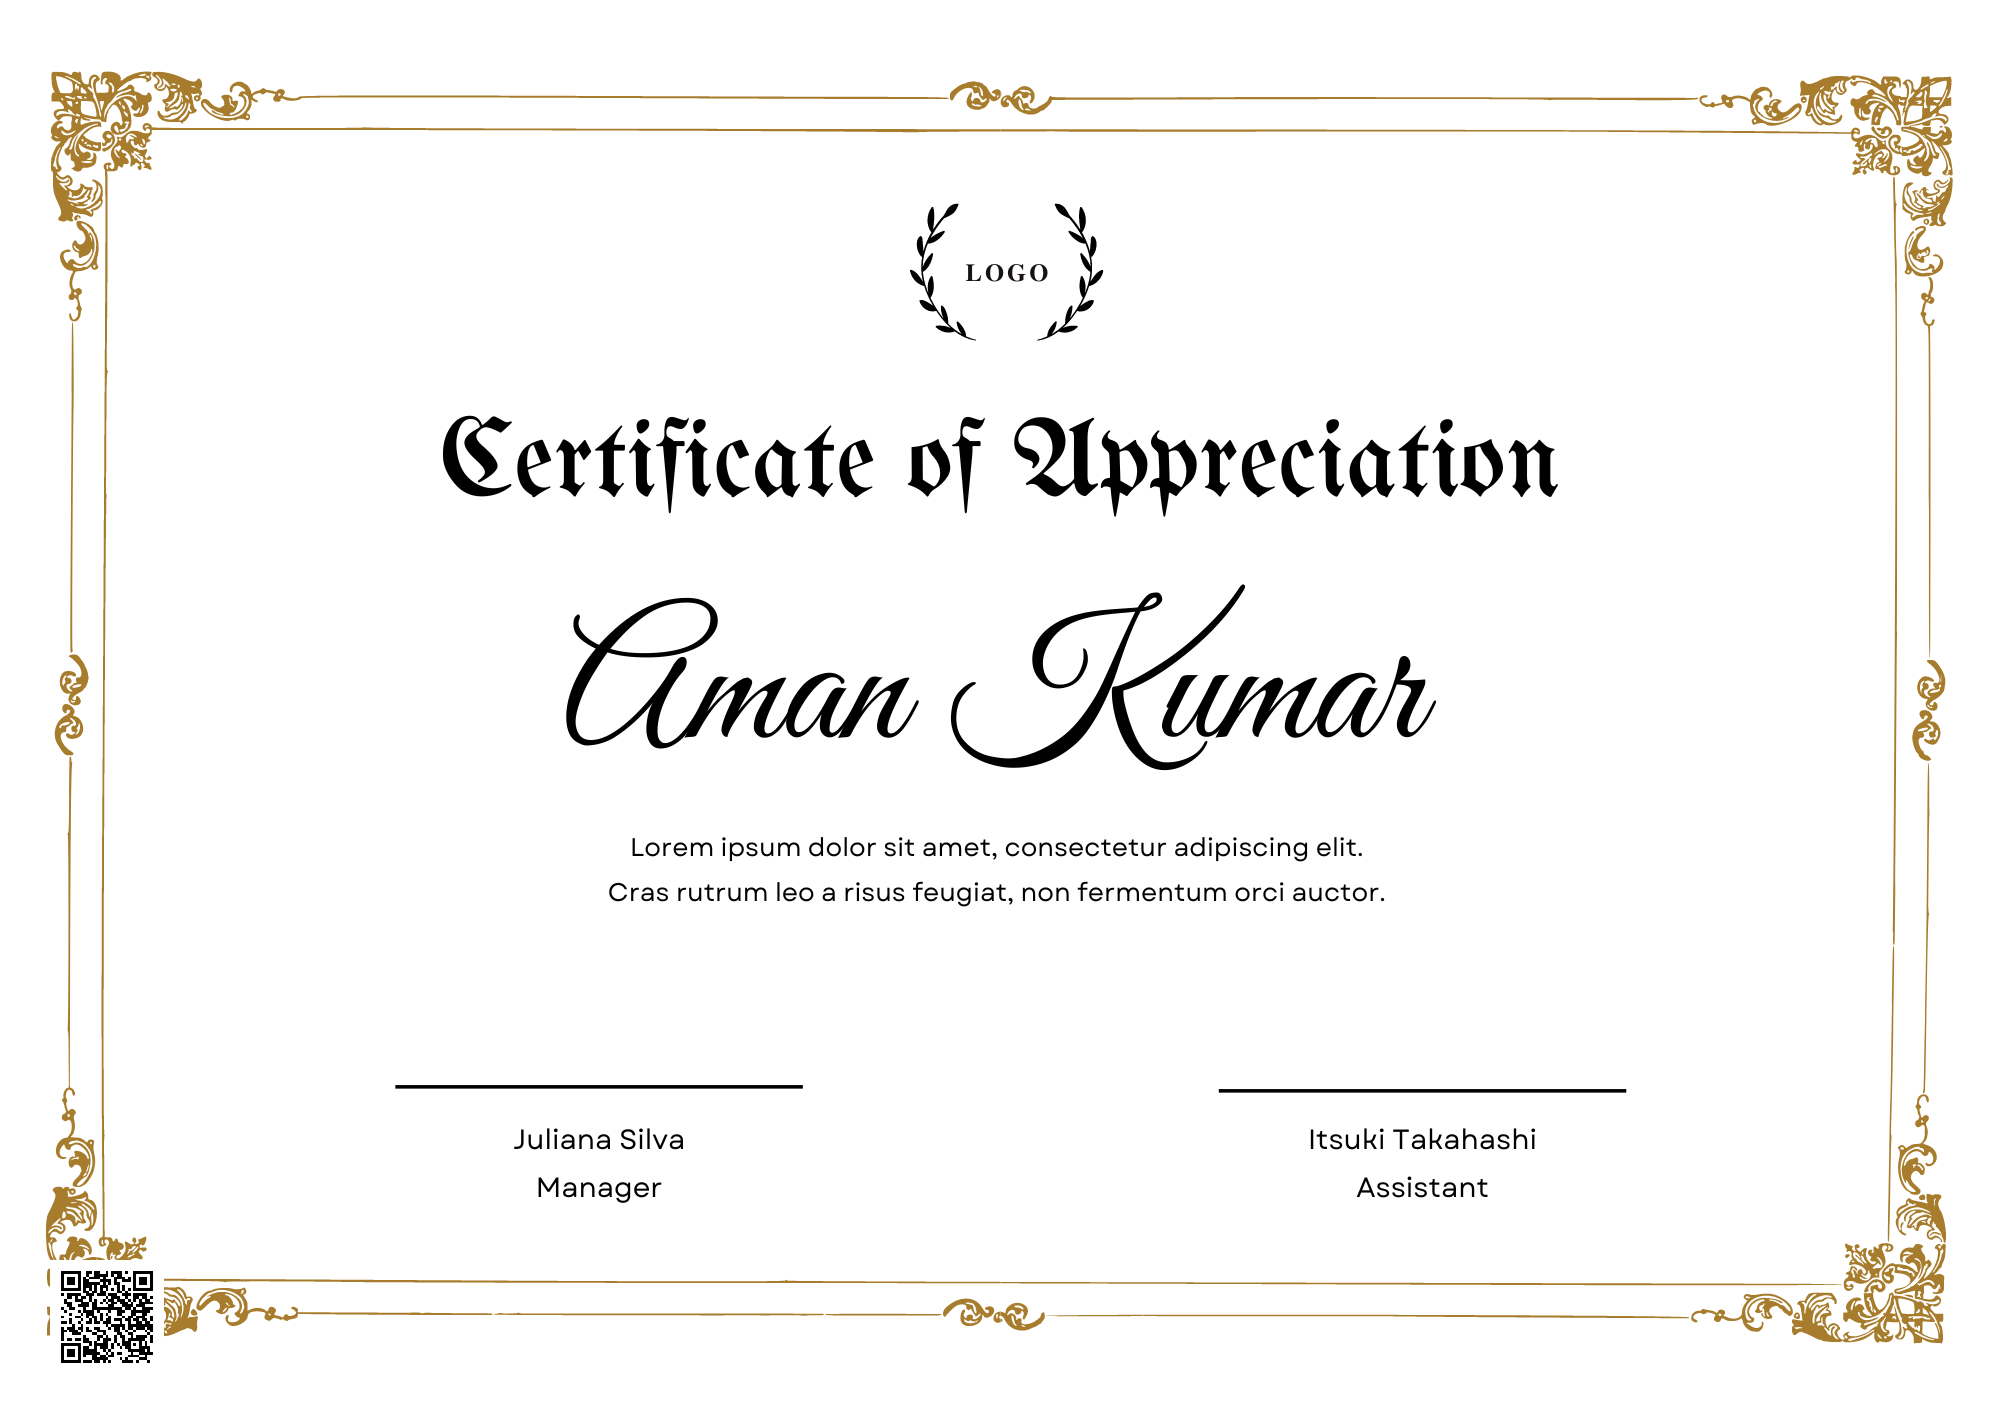 LOGO
Certificate of Appreciation
Aman Kumar
Lorem ipsum dolor sit amet, consectetur adipiscing elit.
Cras rutrum leo a risus feugiat, non fermentum orci auctor.
Juliana Silva
Manager
Itsuki Takahashi
Assistant